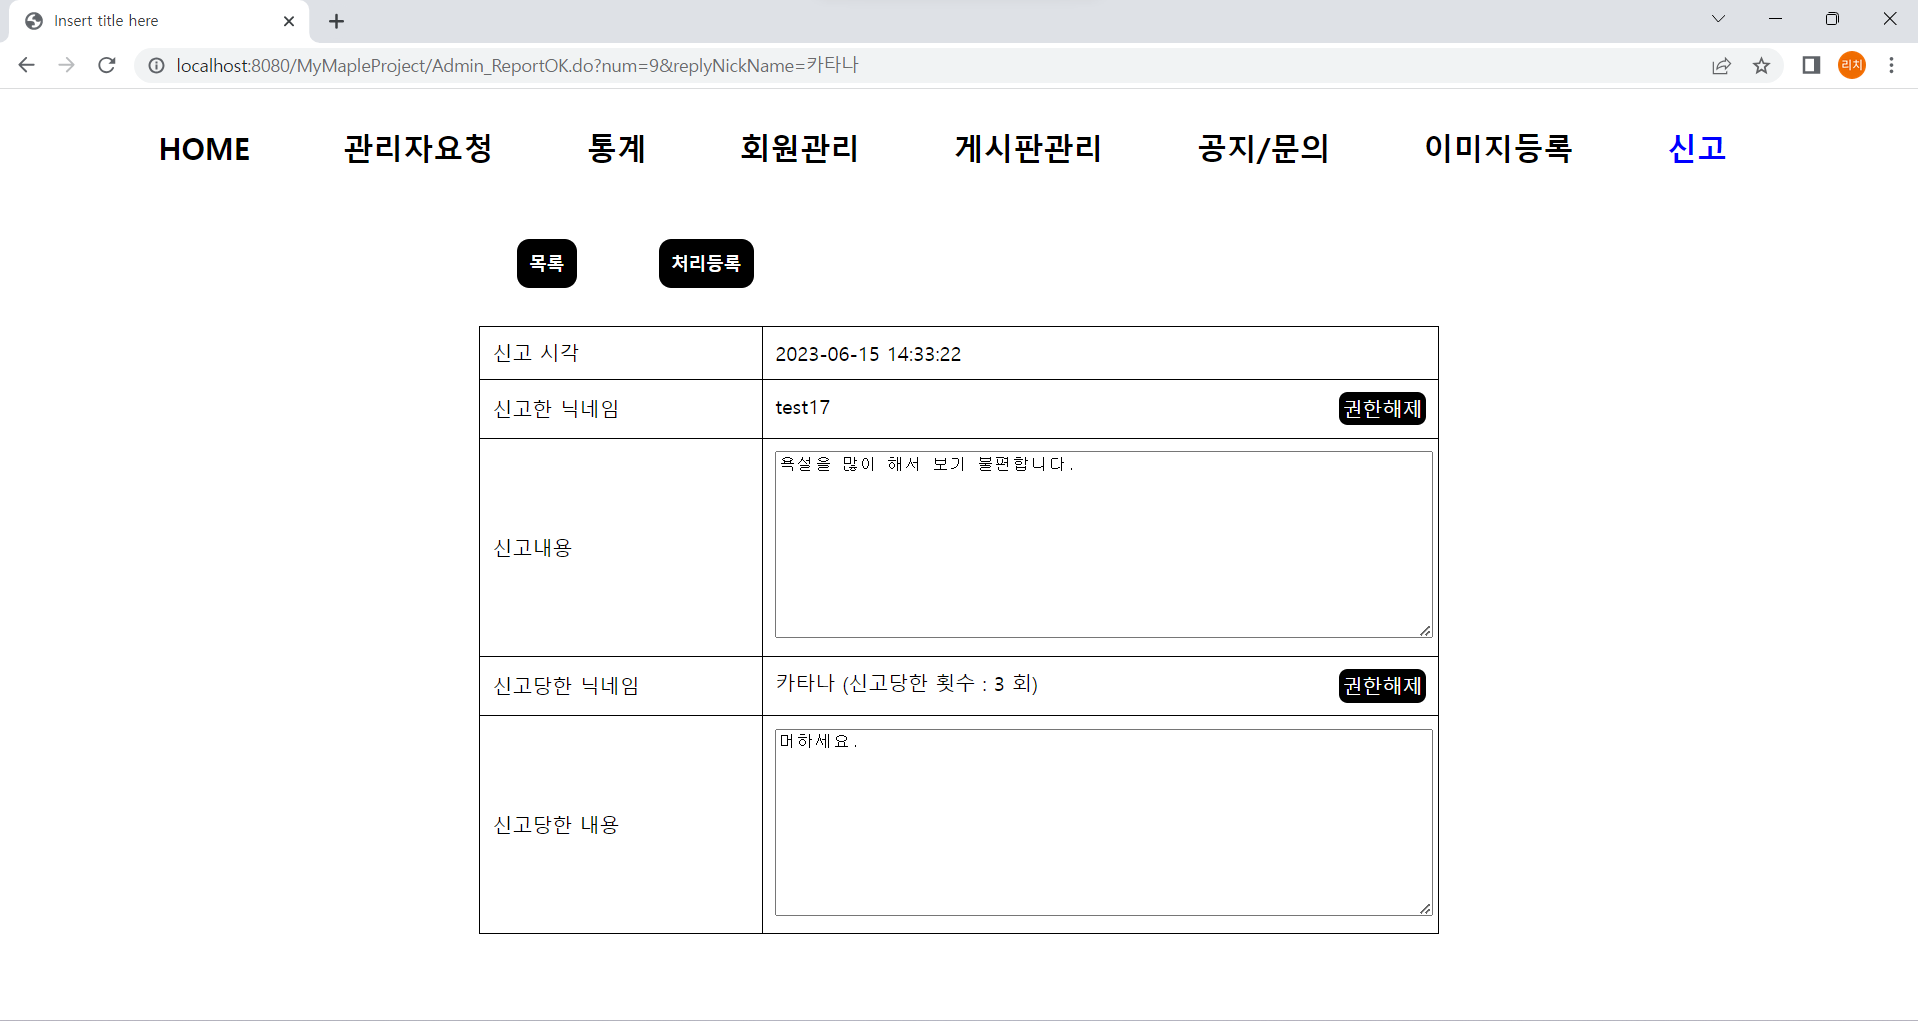 Insert title here
localhost:8080/MyMapleProject/Admin_ReportOK.do?num=9&replyNickName=카타나
리치
HOME 관리자요청 통계 회원관리 게시판관리 공지/문의 이미지등록 신고
목록 처리등록
신고 시각 2023-06-15 14:33:22
신고한 닉네임 test17 권한해제
욕설을 많이 해서 보기 불편합니다.
신고내용
신고당한 닉네임 카타나 (신고당한 횟수 : 3 회) 권한해제
머하세요.
신고당한 내용